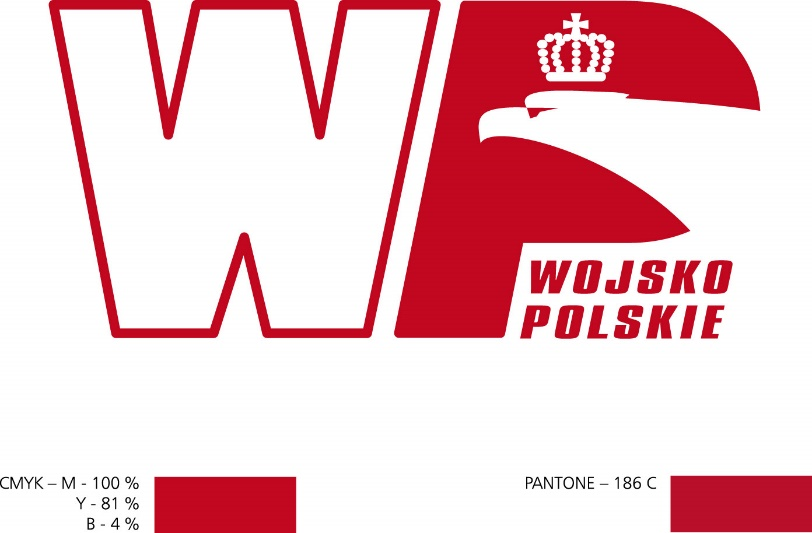 WP
WOJSKO
POLSKIE
CMYK – M - 100 %
Y - 81 %
B - 4 %
PANTONE – 186 C